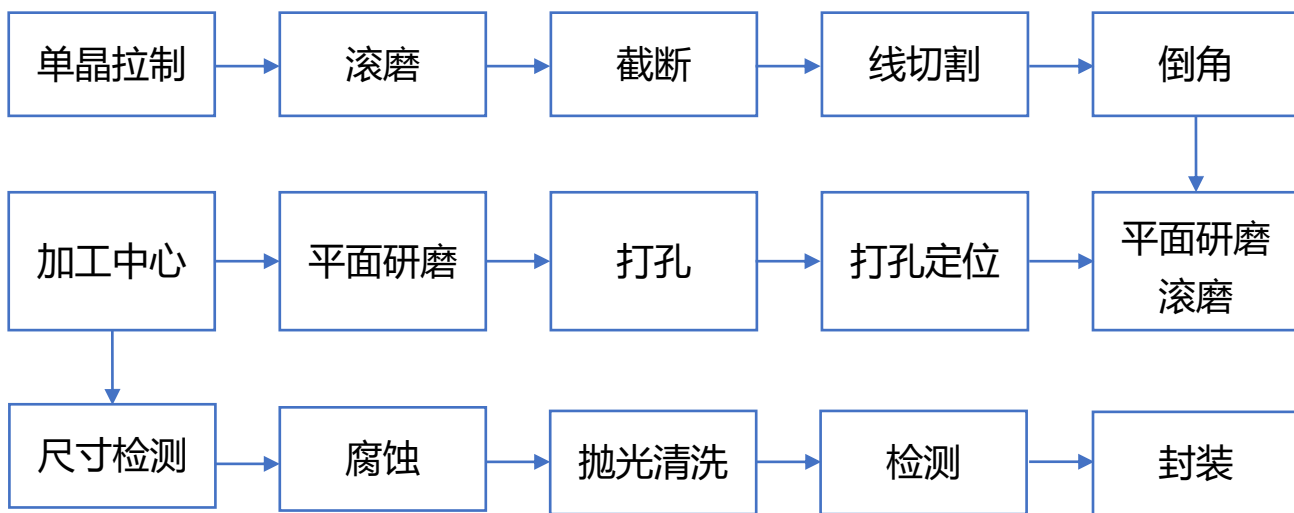 单晶拉制
滚磨
截断
线切割
倒角
加工中心
平面研磨
打孔
打孔定位
平面研磨
滚磨
尺寸检测
腐蚀
抛光清洗
检测
封装